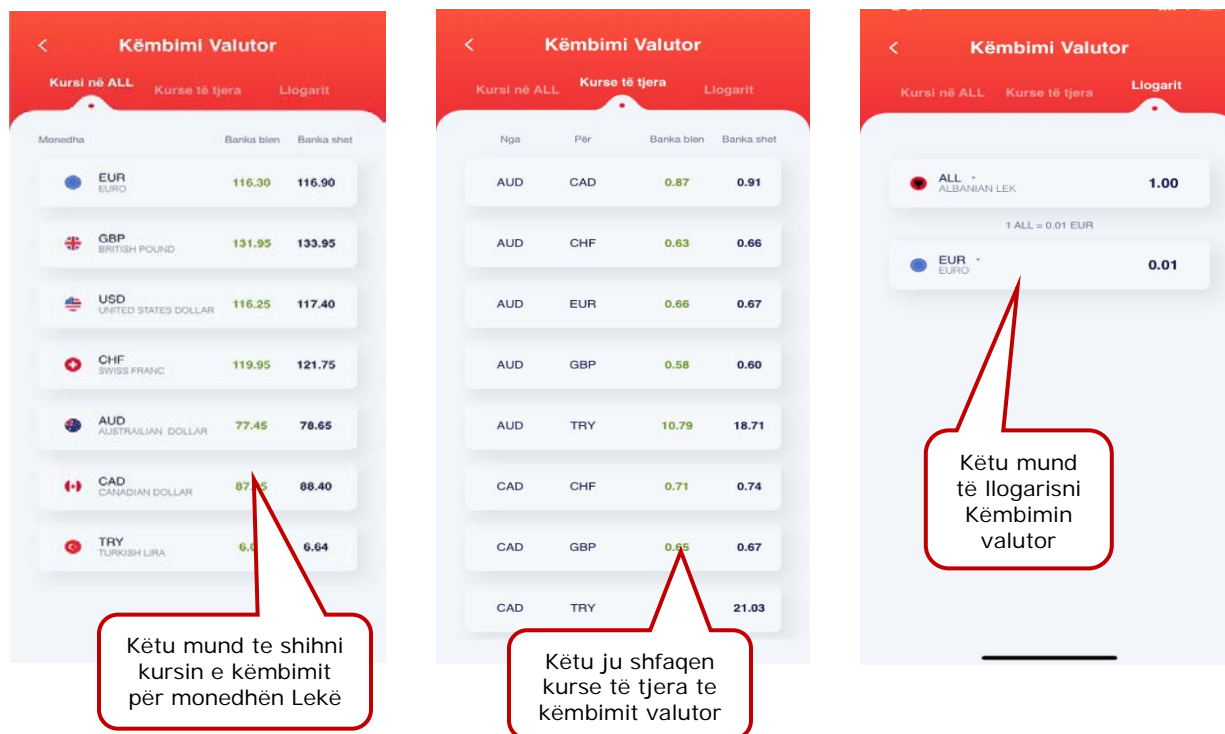 Këmbimi Valutor
Kursi në ALL Kurse të tjera Llogarit
Monedha Banka blen Banka shet
EUR 116.30 116.90
EURO
GBP 131.95 133.95
BRITISH POUND
USD 116.25 117.40
UNITED STATES DOLLAR
CHF 119.95 121.75
SWISS FRANC
AUD 77.45 78.65
AUSTRAILIAN DOLLAR
CAD 88.40
CANADIAN DOLLAR
TRY 6.64
TURKISH LIRA
Këtu mund te shihni
kursin e këmbimit
për monedhën Lekë
Këmbimi Valutor
Kursi në ALL Kurse të tjera Llogarit
Nga Për Banka blen Banka shet
AUD CAD 0.87 0.91
AUD CHF 0.63 0.66
AUD EUR 0.66 0.67
AUD GBP 0.58 0.60
AUD TRY 10.79 18.71
CAD CHF 0.71 0.74
CAD GBP 0.65 0.67
CAD TRY 21.03
Këtu ju shfaqen
kurse të tjera te
këmbimit valutor
Këmbimi Valutor
Kursi në ALL Kurse të tjera Llogarit
ALL 1.00
ALBANIAN LEK
1 ALL = 0.01 EUR
EUR 0.01
EURO
Këtu mund
të llogarisni
Këmbimin
valutor